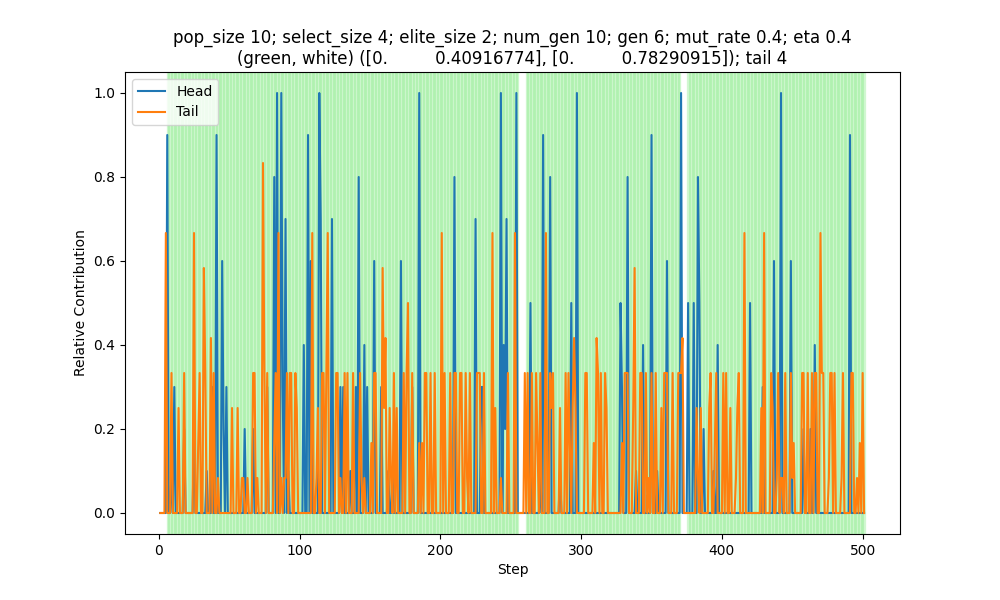 pop_size 10; select_size 4; elite_size 2; num_gen 10; gen 6; mut_rate 0.4; eta 0.4
(green, white) ([0.         0.40916774], [0.         0.78290915]); tail 4
Head
Tail
1.0
0.8
0.6
0.4
0.2
0.0
Relative Contribution
0 100 200 300 400 500
Step